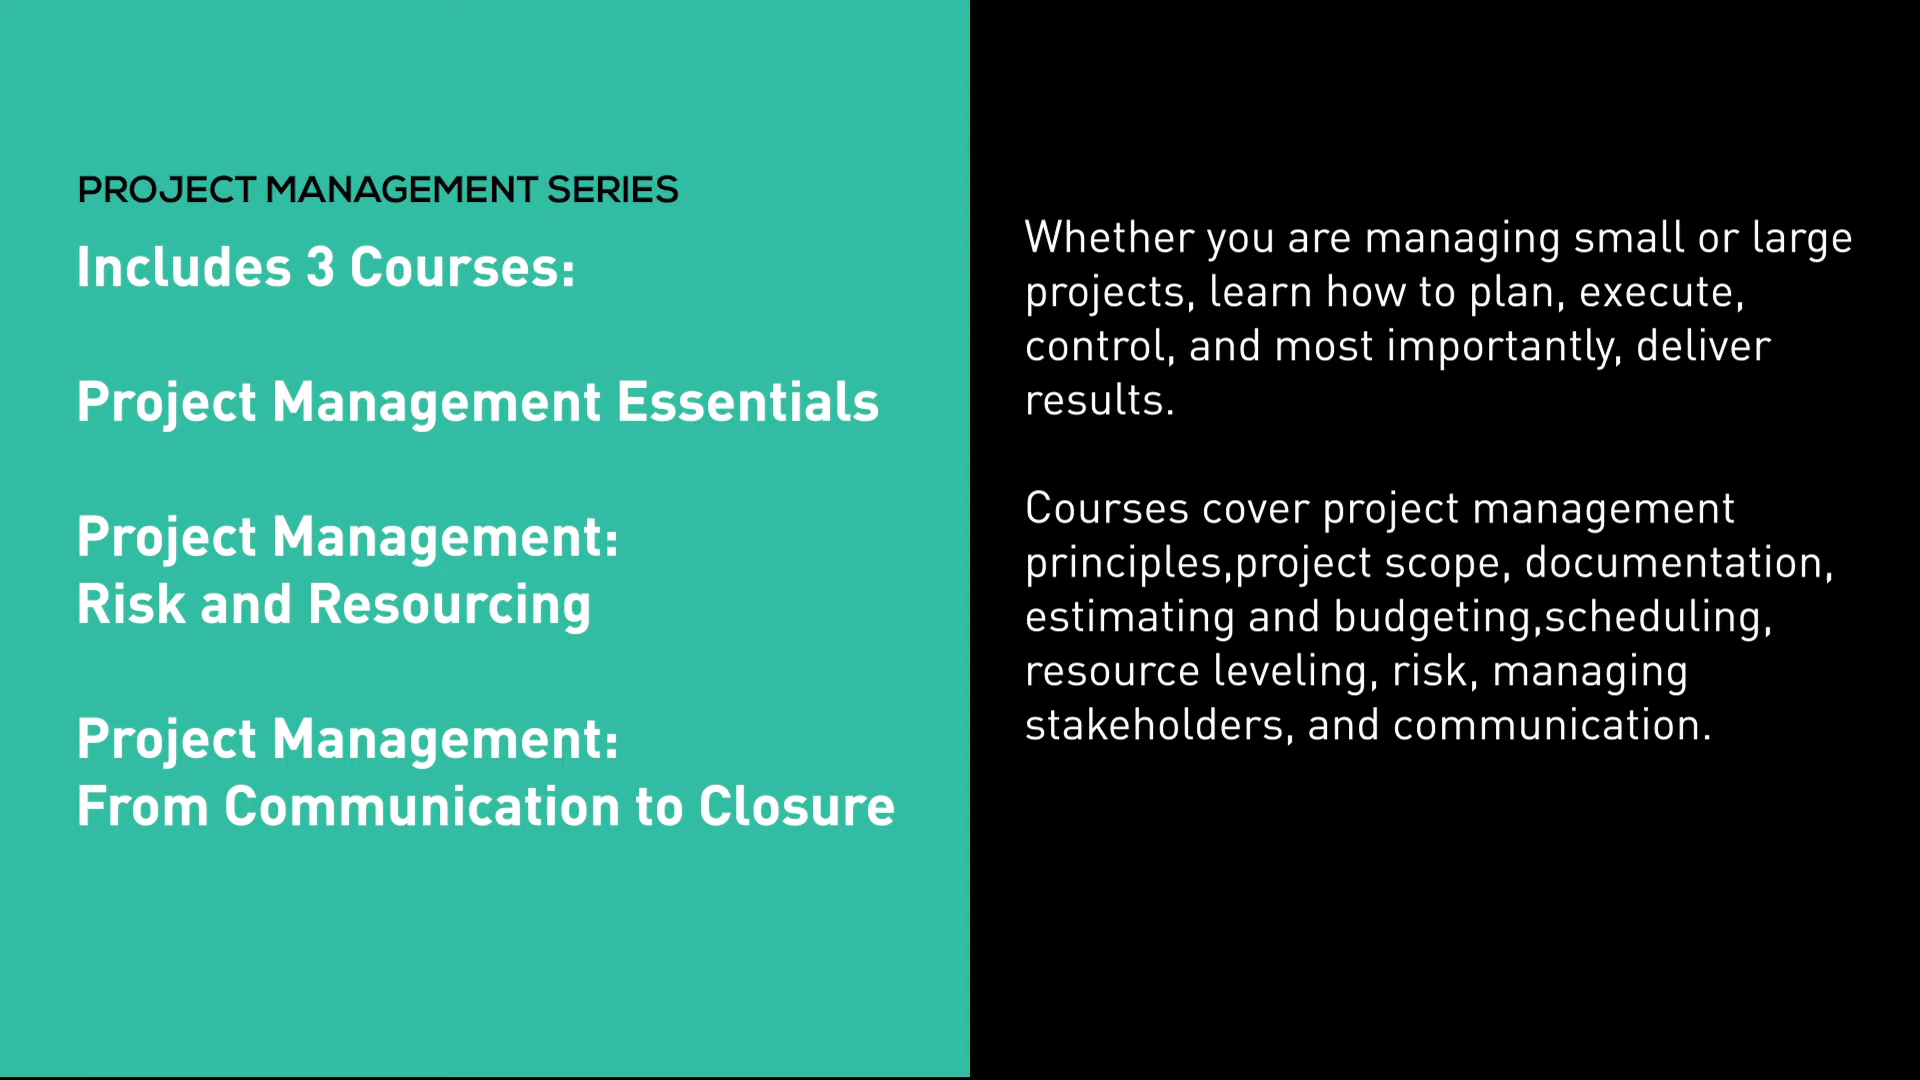 PROJECT MANAGEMENT SERIES
Includes 3 Courses:
Project Management Essentials
Project Management:
Risk and Resourcing
Project Management:
From Communication to Closure
Whether you are managing small or large
projects, learn how to plan, execute,
control, and most importantly, deliver
results.
Courses cover project management
principles,project scope, documentation,
estimating and budgeting,scheduling,
resource leveling, risk, managing
stakeholders, and communication.